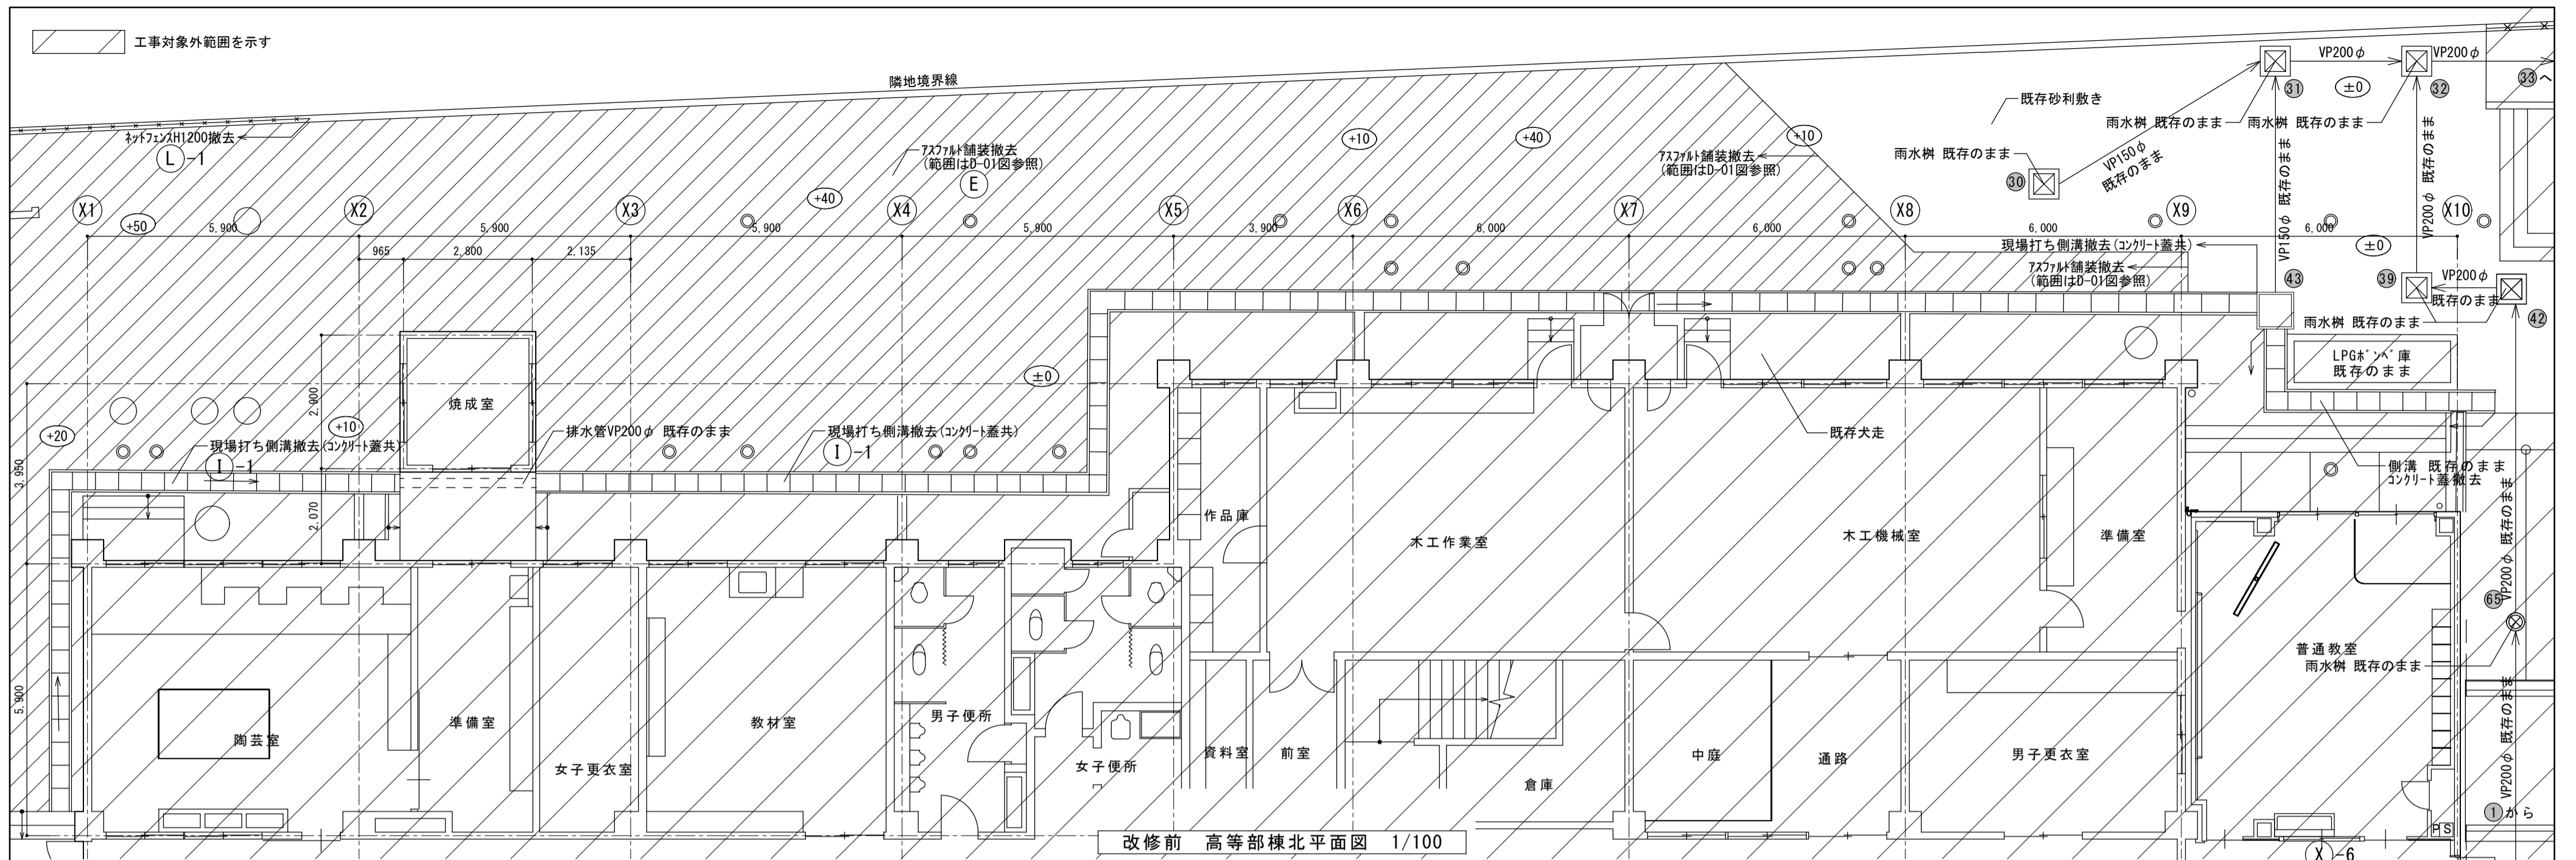 工事対象外範囲を示す
隣地境界線
ﾈｯﾄﾌｪﾝｽH1200撤去
L -1
ｱｽﾌｧﾙﾄ舗装撤去
(範囲はD-01図参照)
E
+10
+40
ｱｽﾌｧﾙﾄ舗装撤去
(範囲はD-01図参照)
+10
既存砂利敷き
雨水桝 既存のまま
30
VP150φ
既存のまま
雨水桝 既存のまま
雨水桝 既存のまま
31
VP200φ
±0
32
VP200φ
33 へ
VP150φ 既存のまま
VP200φ 既存のまま
X1
X2
X3
X4
X5
X6
X7
X8
X9
X10
+50
+40
5,900
5,900
5,900
5,900
3,900
6,000
6,000
6,000
6,000
965
2,800
2,135
±0
現場打ち側溝撤去(ｺﾝｸﾘｰﾄ蓋共)
ｱｽﾌｧﾙﾄ舗装撤去
(範囲はD-01図参照)
43
39
VP200φ
既存のまま
雨水桝 既存のまま
42
LPGﾎﾞﾝﾍﾞ庫
既存のまま
±0
焼成室
2,900
3,950
2,070
5,900
+20
+10
現場打ち側溝撤去(ｺﾝｸﾘｰﾄ蓋共)
I -1
排水管VP200φ 既存のまま
現場打ち側溝撤去(ｺﾝｸﾘｰﾄ蓋共)
I -1
既存犬走
側溝 既存のまま
ｺﾝｸﾘｰﾄ蓋撤去
VP200φ 既存のまま
65
作品庫
木工作業室
木工機械室
準備室
普通教室
雨水桝 既存のまま
VP200φ 既存のまま
陶芸室
準備室
女子更衣室
教材室
男子便所
女子便所
資料室
前室
倉庫
中庭
通路
男子更衣室
1 から
PS
X -6
改修前 高等部棟北平面図 1/100